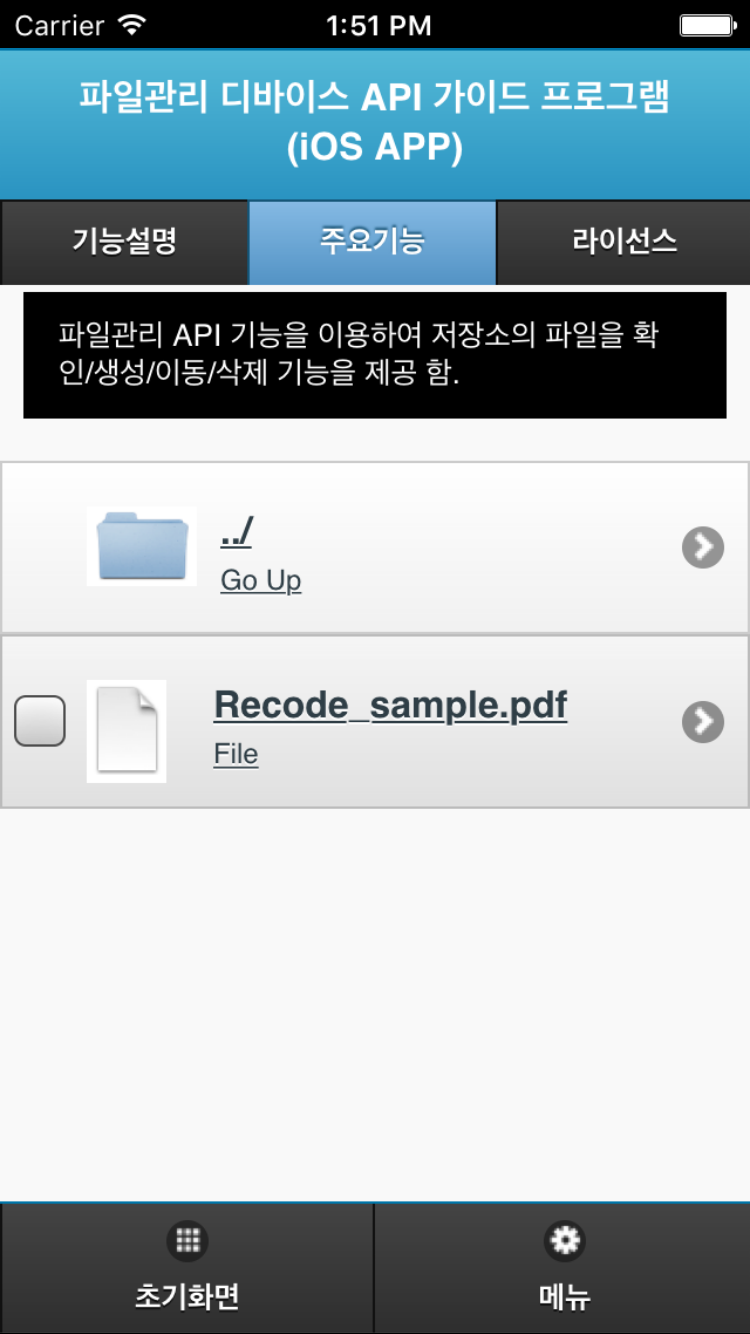 Carrier 1:51 PM
파일관리 디바이스 API 가이드 프로그램
(iOS APP)
기능설명 주요기능 라이선스
파일관리 API 기능을 이용하여 저장소의 파일을 확
인/생성/이동/삭제 기능을 제공 함.
../
Go Up
Recode_sample.pdf
File
초기화면 메뉴